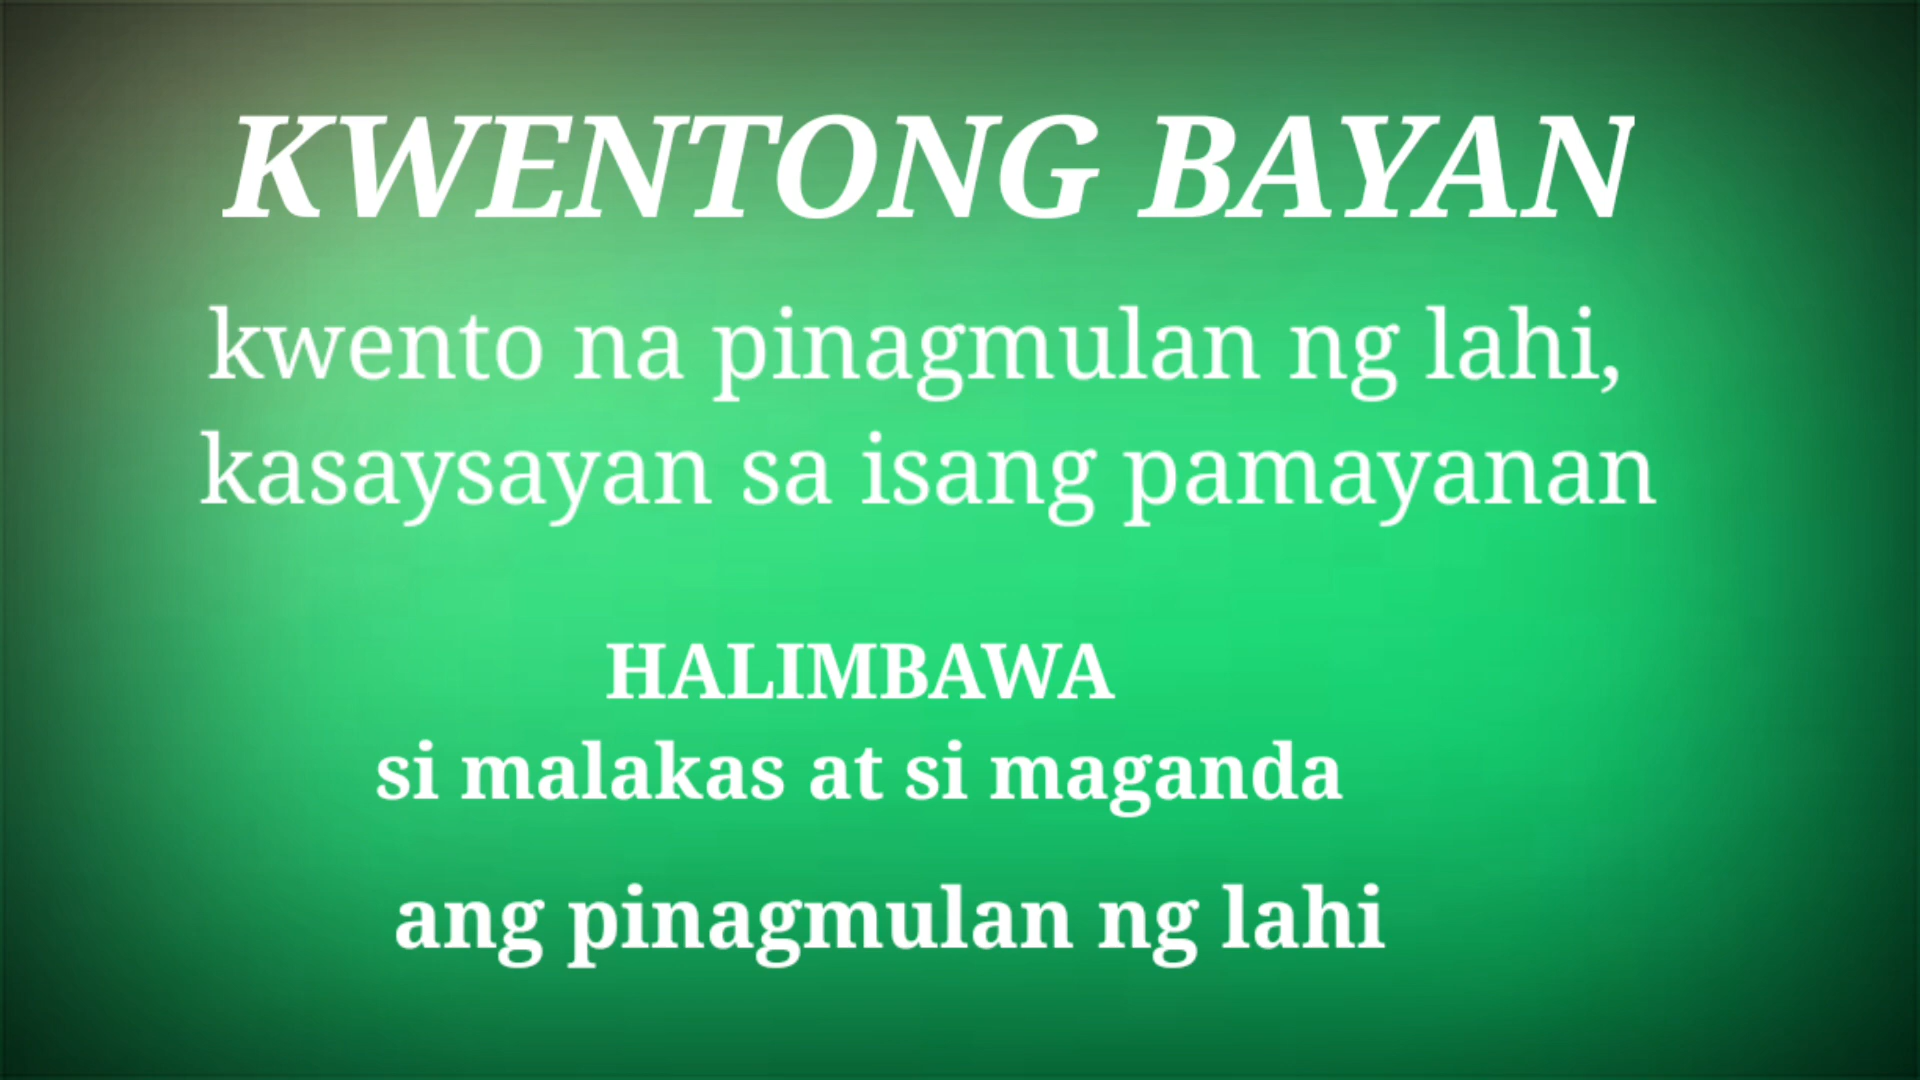 KWENTONG BAYAN
kwento na pinagmulan ng lahi,
kasaysayan sa isang pamayanan
HALIMBAWA
si malakas at si maganda
ang pinagmulan ng lahi